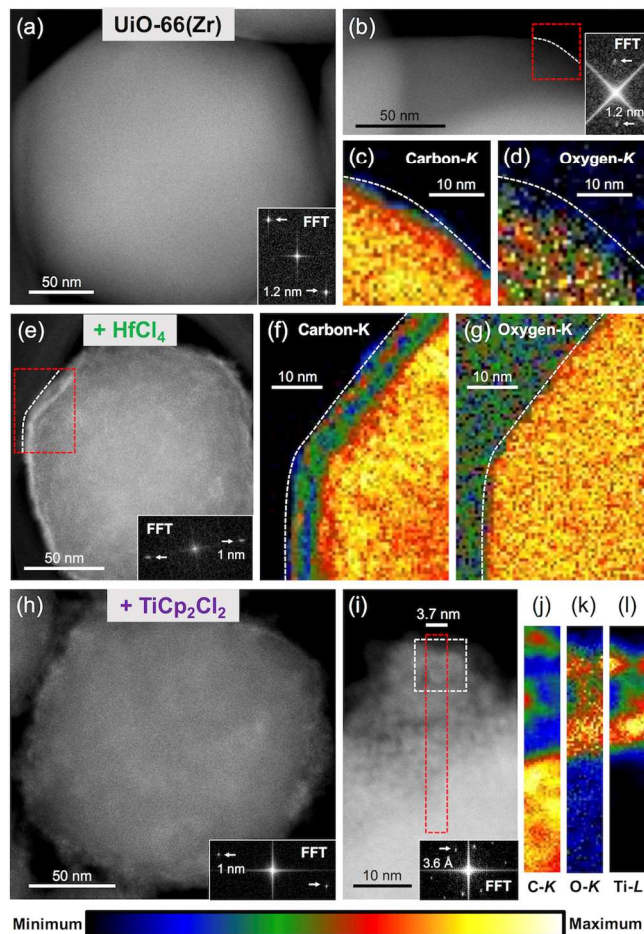 (a) UiO-66(Zr)
50 nm
FFT
1.2 nm
(b)
50 nm
FFT
1.2 nm
(c) Carbon-K
10 nm
(d) Oxygen-K
10 nm
(e) + HfCl4
50 nm
FFT
1 nm
(f) Carbon-K
10 nm
(g) Oxygen-K
10 nm
(h) + TiCp2Cl2
50 nm
FFT
1 nm
(i) 3.7 nm
10 nm
3.6 Å
FFT
(j) (k) (l)
C-K O-K Ti-L
Minimum Maximum